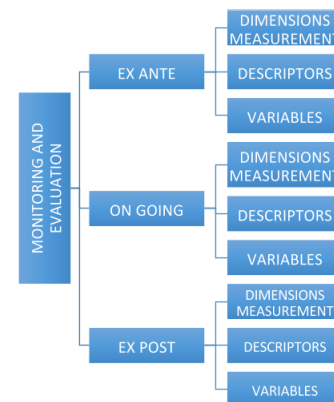 MONITORING AND
EVALUATION
EX ANTE
DIMENSIONS
MEASUREMENT
DESCRIPTORS
VARIABLES
ON GOING
DIMENSIONS
MEASUREMENT
DESCRIPTORS
VARIABLES
EX POST
DIMENSIONS
MEASUREMENT
DESCRIPTORS
VARIABLES